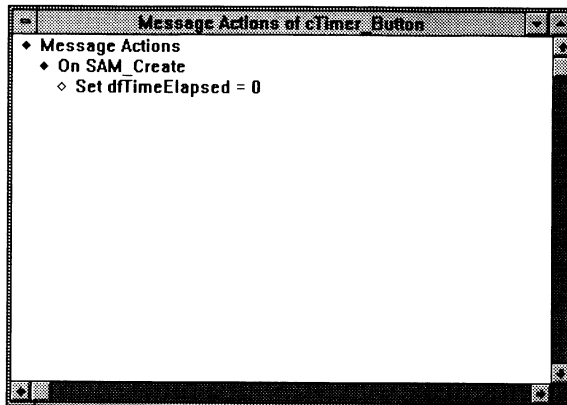 Message Actions of cTimer_Button
Message Actions
On SAM_Create
Set dfTimeElapsed = 0